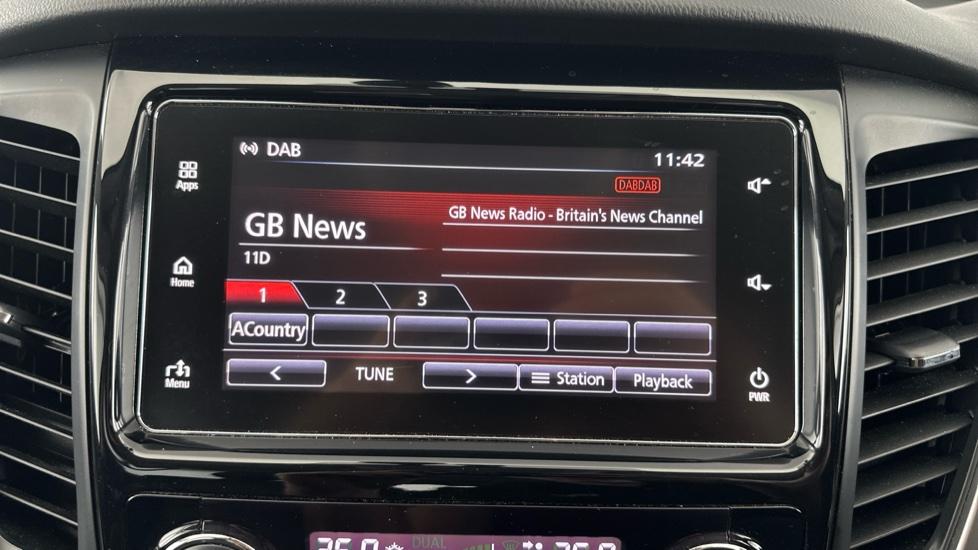 DAB
11:42
DABDAB
Apps
GB News
GB News Radio - Britain's News Channel
11D
Home
1 2 3
ACountry
Menu
< TUNE > Station Playback
PWR
DUAL